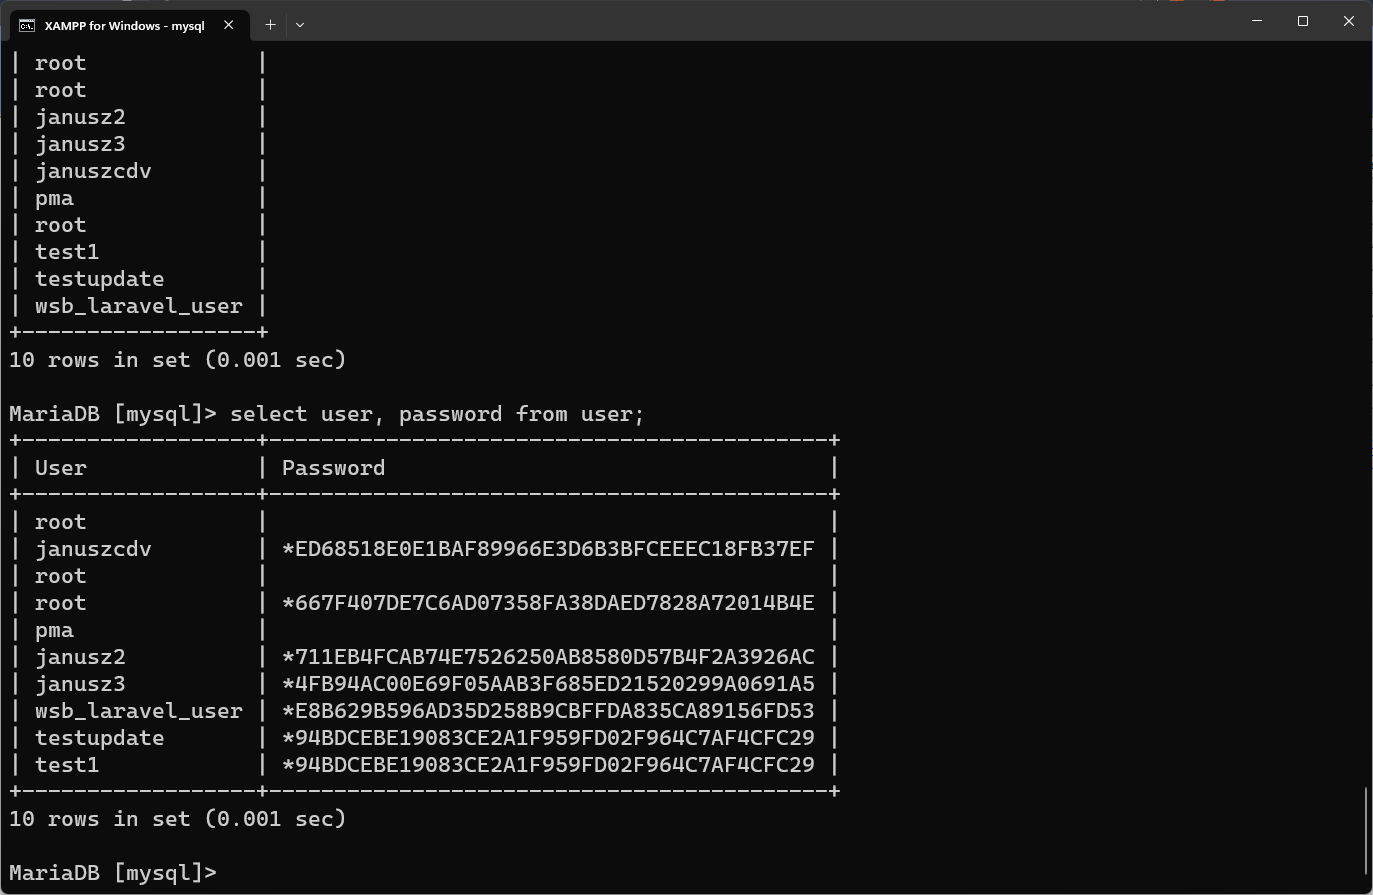 XAMPP for Windows - mysql
| root             |
| root             |
| janusz2          |
| janusz3          |
| januszcdv        |
| pma              |
| root             |
| test1            |
| testupdate       |
| wsb_laravel_user |
+------------------+
10 rows in set (0.001 sec)
MariaDB [mysql]> select user, password from user;
+------------------+-------------------------------------------+
| User             | Password                                  |
+------------------+-------------------------------------------+
| root             |                                           |
| januszcdv        | *ED68518E0E1BAF89966E3D6B3BFCEEEC18FB37EF |
| root             |                                           |
| root             | *667F407DE7C6AD07358FA38DAED7828A72014B4E |
| pma              |                                           |
| janusz2          | *711EB4FCAB74E7526250AB8580D57B4F2A3926AC |
| janusz3          | *4FB94AC00E69F05AAB3F685ED21520299A0691A5 |
| wsb_laravel_user | *E8B629B596AD35D258B9CBFFDA835CA89156FD53 |
| testupdate       | *94BDCEBE19083CE2A1F959FD02F964C7AF4CFC29 |
| test1            | *94BDCEBE19083CE2A1F959FD02F964C7AF4CFC29 |
+------------------+-------------------------------------------+
10 rows in set (0.001 sec)
MariaDB [mysql]>